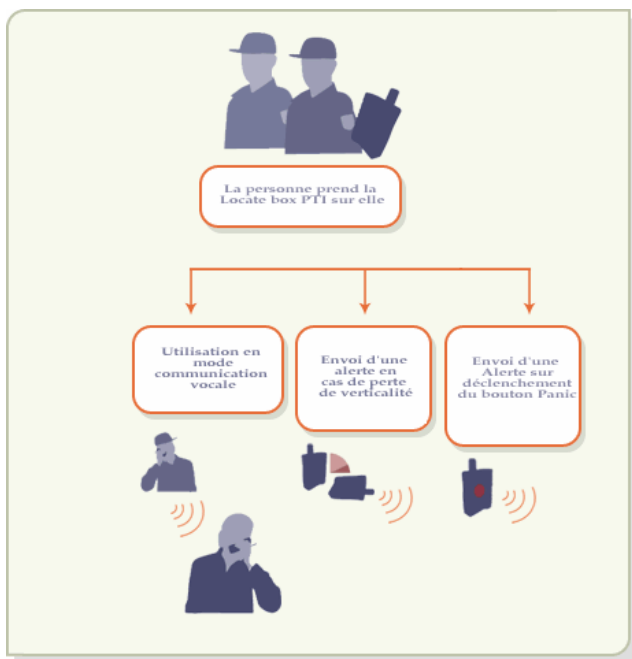 La personne prend la
Locate box PTI sur elle
Utilisation en
mode
communication
vocale
Envoi d'une
alerte en
cas de perte
de verticalité
Envoi d'une
Alerte sur
déclenchement
du bouton Panic